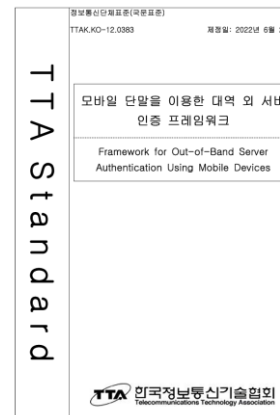 정보통신단체표준(국문표준)
TTAK.KO-12.0383 제정일: 2022년 6월
TTA Standard
모바일 단말을 이용한 대역 외 서버
인증 프레임워크
Framework for Out-of-Band Server
Authentication Using Mobile Devices
TTA 한국정보통신기술협회
Telecommunications Technology Association